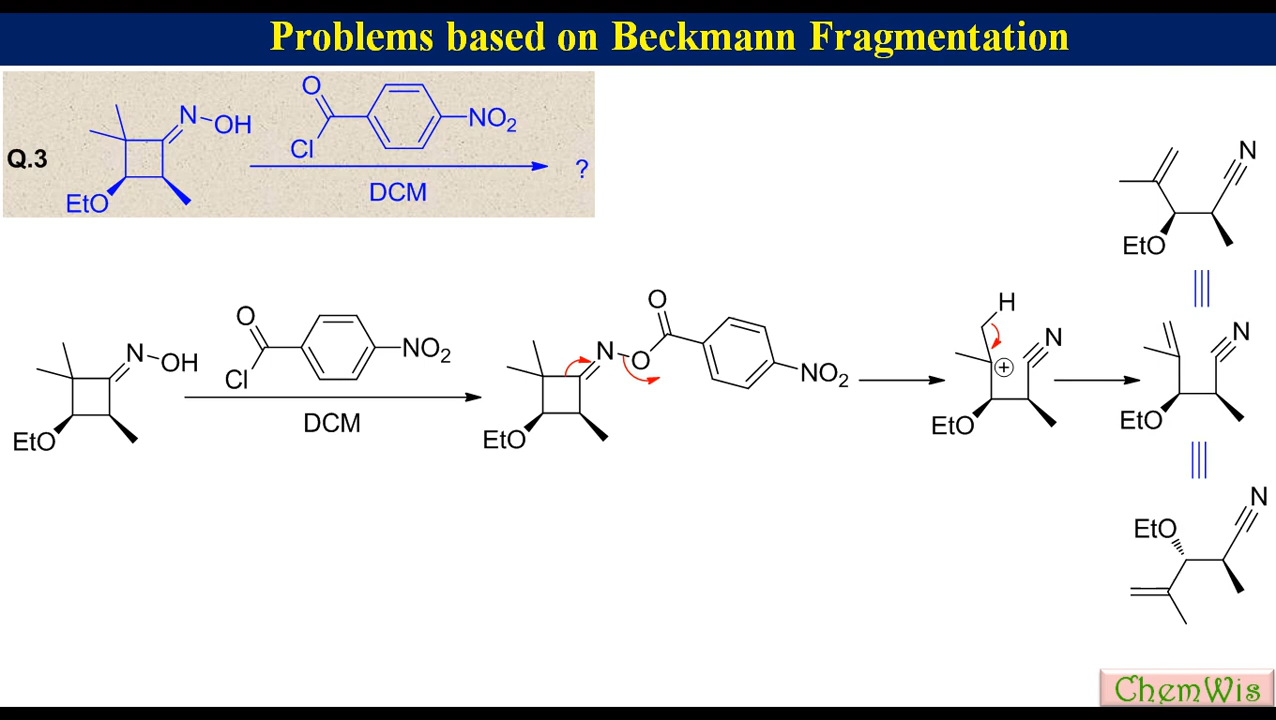 Problems based on Beckmann Fragmentation
Q.3
N
OH
EtO
O
Cl
NO2
DCM
?
N
EtO
N
OH
EtO
O
Cl
NO2
DCM
N
O
O
NO2
EtO
H
N
+
EtO
N
EtO
EtO
N
ChemWis